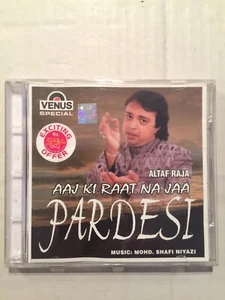 VENUS
SPECIAL
EXCITING
OFFER
ALTAF RAJA
AAJ KI RAAT NA JAA
PARDESI
MUSIC: MOHD. SHAFI NIYAZI